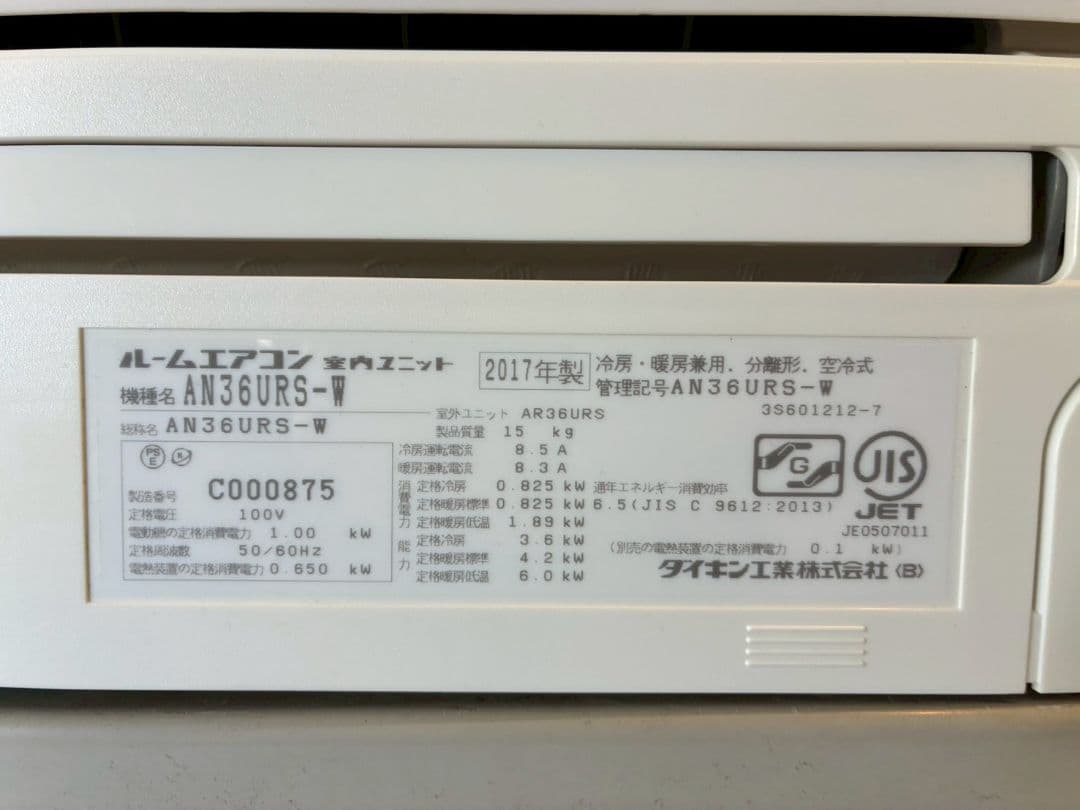 ルームエアコン 室内ユニット
2017年製
冷房・暖房兼用、分離形、空冷式
機種名 AN36URS-W
管理記号AN36URS-W
3S601212-7
総称名 AN36URS-W
室外ユニット AR36URS
製品質量 15 kg
冷房運転電流 8.5 A
暖房運転電流 8.3 A
消費電力
定格冷房 0.825 kW
定格暖房標準 0.825 kW
定格暖房低温 1.89 kW
能力
定格冷房 3.6 kW
定格暖房標準 4.2 kW
定格暖房低温 6.0 kW
PS
E
製造番号 C000875
定格電圧 100V
電動機の定格消費電力 1.00 kW
定格周波数 50/60Hz
電熱装置の定格消費電力 0.650 kW
通年エネルギー消費効率
6.5(JIS C 9612:2013)
G
JIS
JET
JE0507011
(別売の電熱装置の定格消費電力 0.1 kW)
ダイキン工業株式会社〈B〉